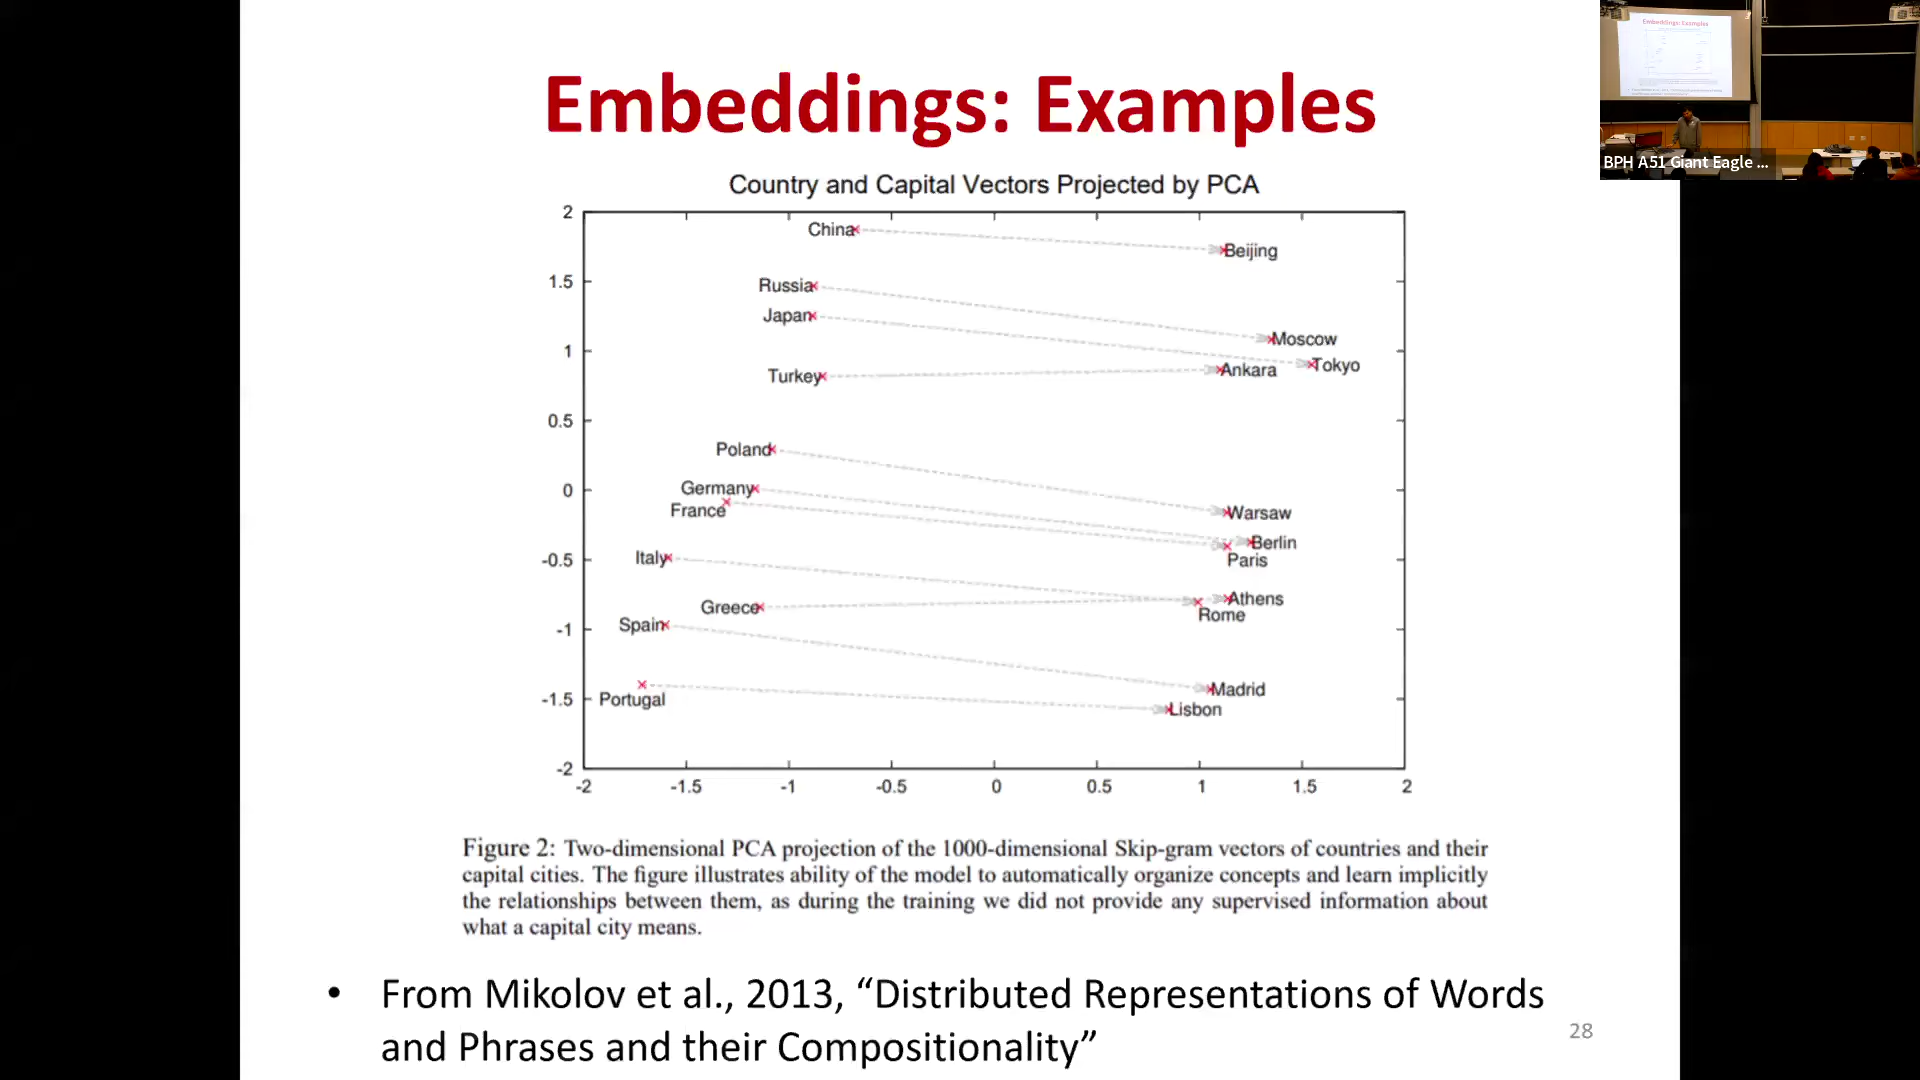 Embeddings: Examples
Embeddings: Examples
BPH A51 Giant Eagle ...
Country and Capital Vectors Projected by PCA
2
China
Beijing
1.5
Russia
Japan
Moscow
1
Tokyo
Turkey
Ankara
0.5
Poland
0
Germany
France
Warsaw
Berlin
-0.5
Italy
Paris
Greece
Athens
Rome
-1
Spain
Madrid
-1.5
Portugal
Lisbon
-2
-2 -1.5 -1 -0.5 0 0.5 1 1.5 2
Figure 2: Two-dimensional PCA projection of the 1000-dimensional Skip-gram vectors of countries and their
capital cities. The figure illustrates ability of the model to automatically organize concepts and learn implicitly
the relationships between them, as during the training we did not provide any supervised information about
what a capital city means.
• From Mikolov et al., 2013, “Distributed Representations of Words
and Phrases and their Compositionality”
28